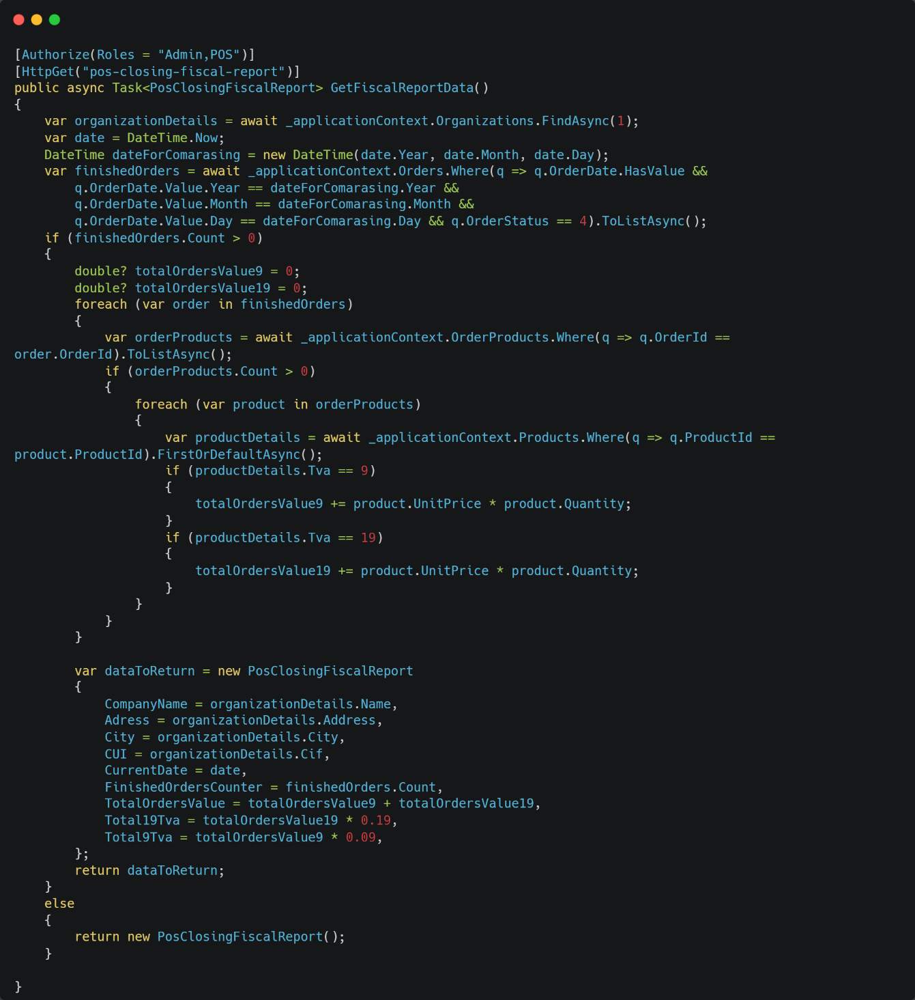 [Authorize(Roles = "Admin,POS")]
[HttpGet("pos-closing-fiscal-report")]
public async Task<PosClosingFiscalReport> GetFiscalReportData()
{
    var organizationDetails = await _applicationContext.Organizations.FindAsync(1);
    var date = DateTime.Now;
    DateTime dateForComarasing = new DateTime(date.Year, date.Month, date.Day);
    var finishedOrders = await _applicationContext.Orders.Where(q => q.OrderDate.HasValue &&
        q.OrderDate.Value.Year == dateForComarasing.Year &&
        q.OrderDate.Value.Month == dateForComarasing.Month &&
        q.OrderDate.Value.Day == dateForComarasing.Day && q.OrderStatus == 4).ToListAsync();
    if (finishedOrders.Count > 0)
    {
        double? totalOrdersValue9 = 0;
        double? totalOrdersValue19 = 0;
        foreach (var order in finishedOrders)
        {
            var orderProducts = await _applicationContext.OrderProducts.Where(q => q.OrderId ==
order.OrderId).ToListAsync();
            if (orderProducts.Count > 0)
            {
                foreach (var product in orderProducts)
                {
                    var productDetails = await _applicationContext.Products.Where(q => q.ProductId ==
product.ProductId).FirstOrDefaultAsync();
                    if (productDetails.Tva == 9)
                    {
                        totalOrdersValue9 += product.UnitPrice * product.Quantity;
                    }
                    if (productDetails.Tva == 19)
                    {
                        totalOrdersValue19 += product.UnitPrice * product.Quantity;
                    }
                }
            }
        }

        var dataToReturn = new PosClosingFiscalReport
        {
            CompanyName = organizationDetails.Name,
            Adress = organizationDetails.Address,
            City = organizationDetails.City,
            CUI = organizationDetails.Cif,
            CurrentDate = date,
            FinishedOrdersCounter = finishedOrders.Count,
            TotalOrdersValue = totalOrdersValue9 + totalOrdersValue19,
            Total19Tva = totalOrdersValue19 * 0.19,
            Total9Tva = totalOrdersValue9 * 0.09,
        };
        return dataToReturn;
    }
    else
    {
        return new PosClosingFiscalReport();
    }

}